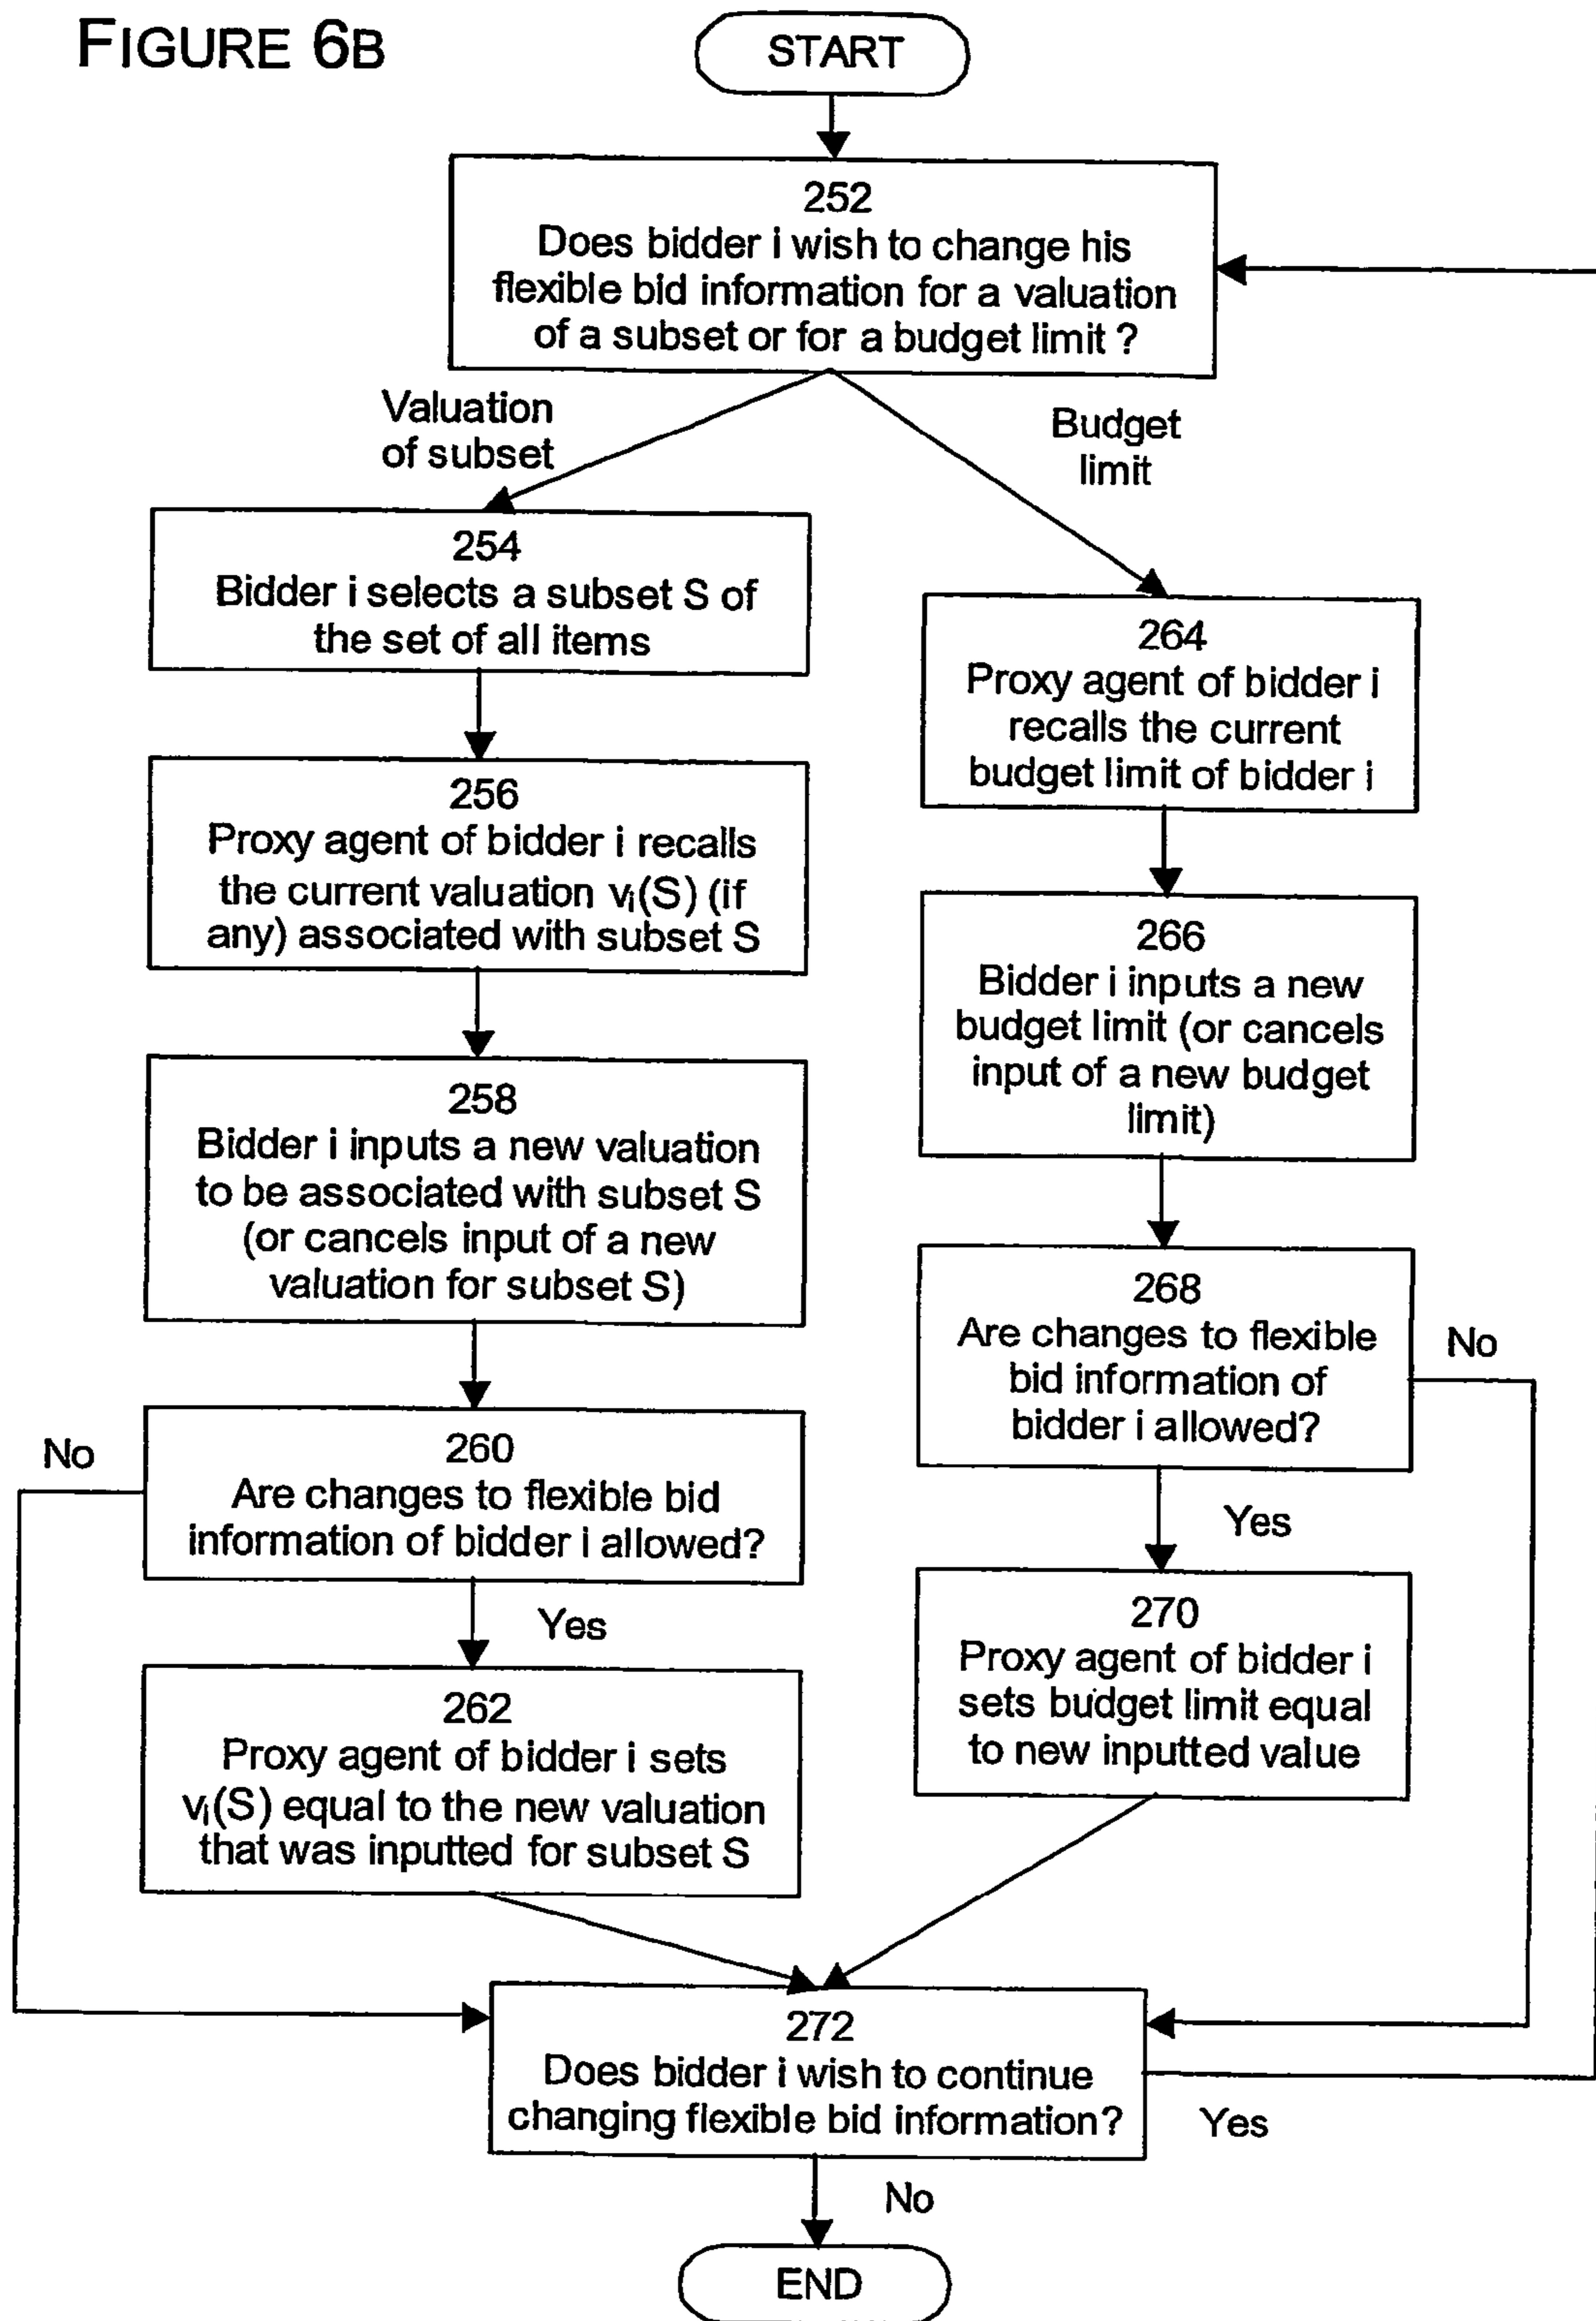 FIGURE 6B
START
252
Does bidder i wish to change his
flexible bid information for a valuation
of a subset or for a budget limit ?
Valuation
of subset
Budget
limit
254
Bidder i selects a subset S of
the set of all items
256
Proxy agent of bidder i recalls
the current valuation vᵢ(S) (if
any) associated with subset S
258
Bidder i inputs a new valuation
to be associated with subset S
(or cancels input of a new
valuation for subset S)
No
260
Are changes to flexible bid
information of bidder i allowed?
Yes
262
Proxy agent of bidder i sets
vᵢ(S) equal to the new valuation
that was inputted for subset S
264
Proxy agent of bidder i
recalls the current
budget limit of bidder i
266
Bidder i inputs a new
budget limit (or cancels
input of a new budget
limit)
268
Are changes to flexible
bid information of
bidder i allowed?
No
Yes
270
Proxy agent of bidder i
sets budget limit equal
to new inputted value
272
Does bidder i wish to continue
changing flexible bid information?
Yes
No
END